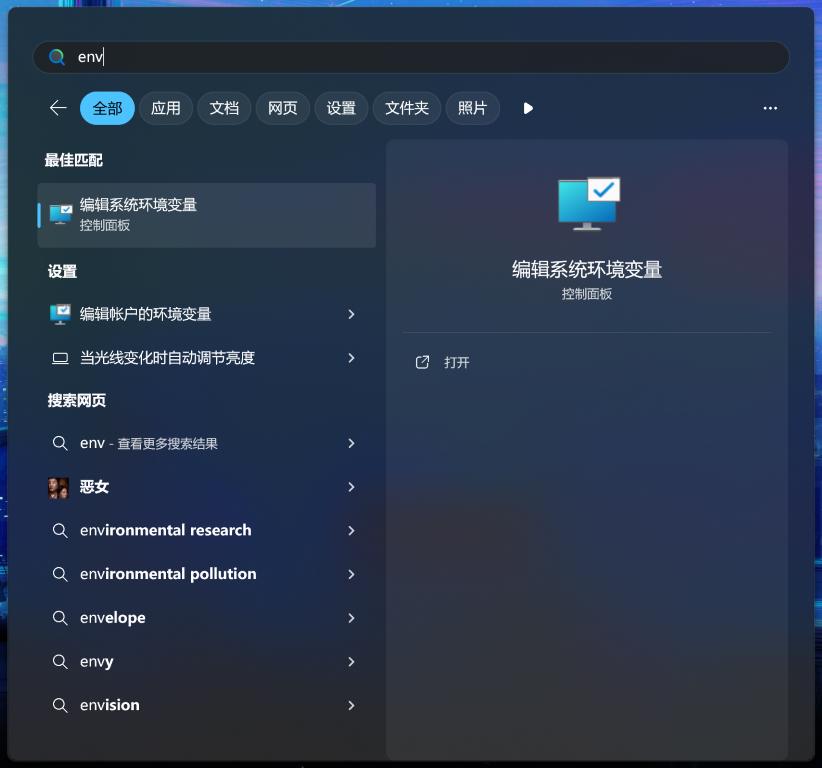 env
全部 应用 文档 网页 设置 文件夹 照片
最佳匹配
编辑系统环境变量
控制面板
设置
编辑帐户的环境变量
当光线变化时自动调节亮度
搜索网页
env - 查看更多搜索结果
恶女
environmental research
environmental pollution
envelope
envy
envision
编辑系统环境变量
控制面板
打开